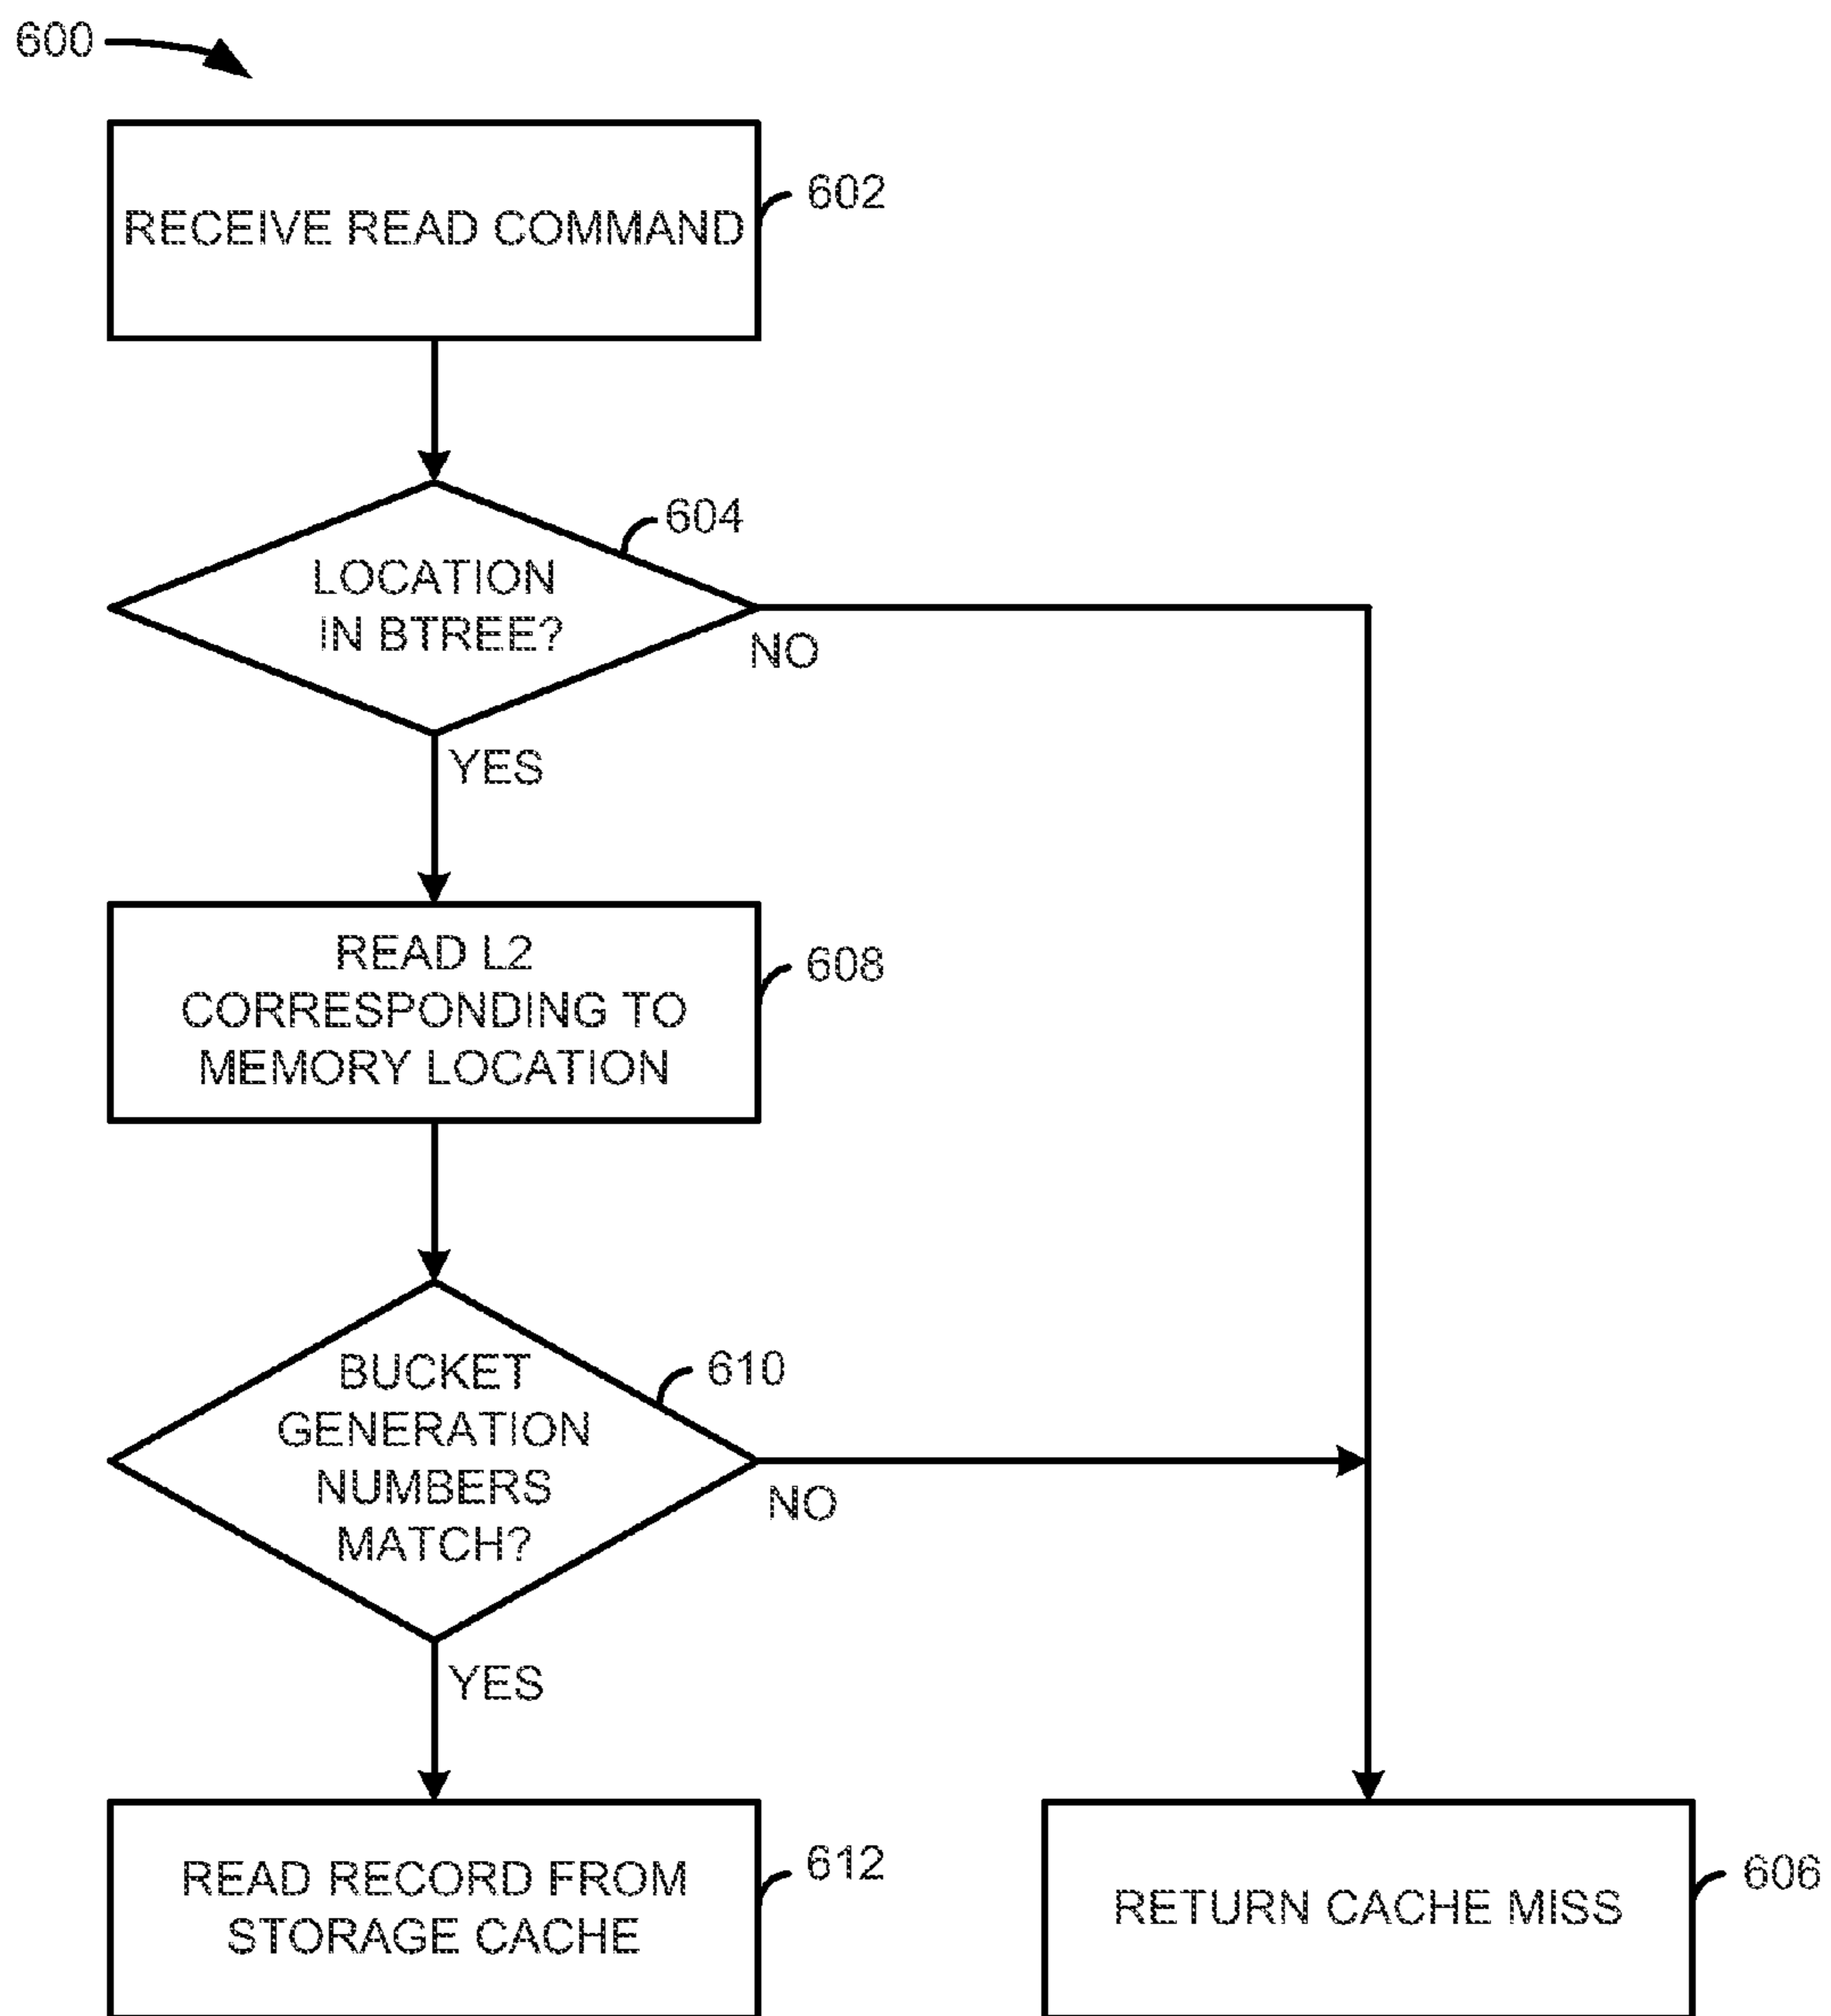 600
RECEIVE READ COMMAND
602
604
LOCATION
IN BTREE?
NO
YES
READ L2
CORRESPONDING TO
MEMORY LOCATION
608
BUCKET
GENERATION
NUMBERS
MATCH?
610
NO
YES
READ RECORD FROM
STORAGE CACHE
612
RETURN CACHE MISS
606